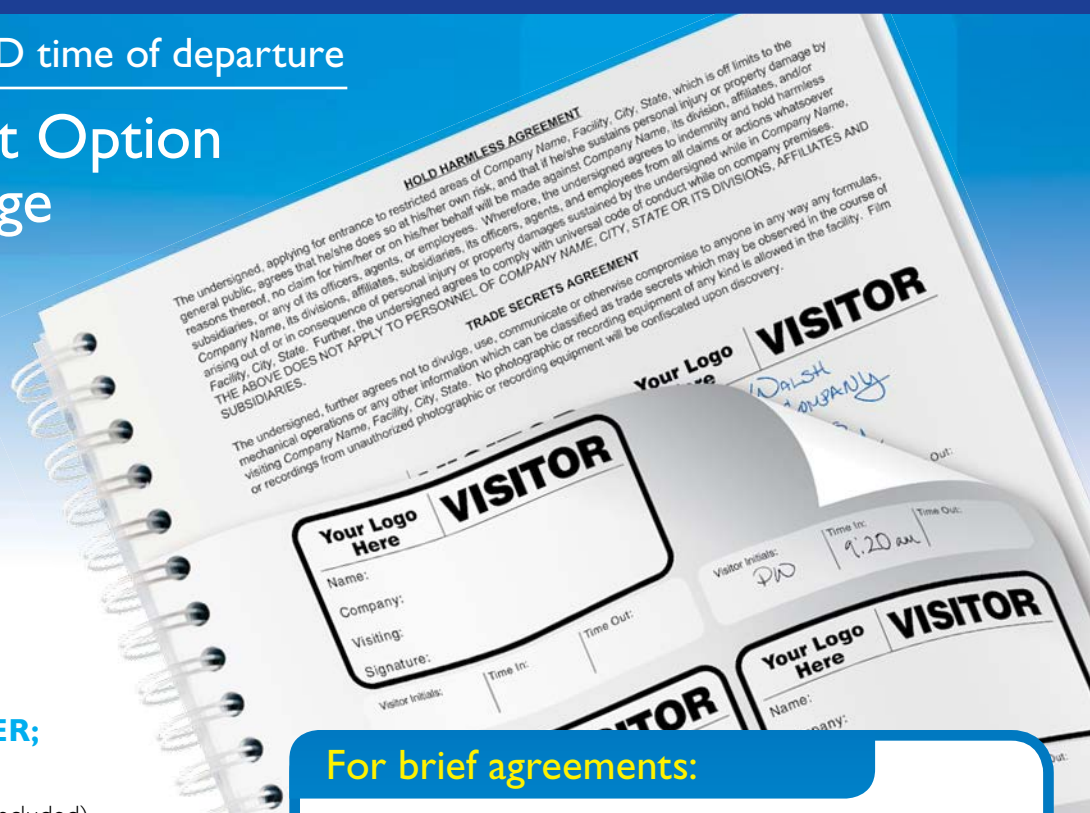 D time of departure
t Option
ge
HOLD HARMLESS AGREEMENT
The undersigned, applying for entrance to restricted areas of Company Name, Facility, City, State, which is off limits to the
general public, agrees that he/she does so at his/her own risk, and that if he/she sustains personal injury or property damage by
reasons thereof, no claim for him/her or on his/her behalf will be made against Company Name, its division, affiliates, and/or
subsidiaries, or any of its officers, agents, or employees. Wherefore, the undersigned agrees to indemnity and hold harmless
Company Name, its divisions, affiliates, subsidiaries, its officers, agents, and employees from all claims or actions whatsoever
arising out of or in consequence of personal injury or property damages sustained by the undersigned while in Company Name,
Facility, City, State. Further, the undersigned agrees to comply with universal code of conduct while on company premises.
THE ABOVE DOES NOT APPLY TO PERSONNEL OF COMPANY NAME, CITY, STATE OR ITS DIVISIONS, AFFILIATES AND
SUBSIDIARIES.
TRADE SECRETS AGREEMENT
The undersigned, further agrees not to divulge, use, communicate or otherwise compromise to anyone in any way any formulas,
mechanical operations or any other information which can be classified as trade secrets which may be observed in the course of
visiting Company Name, Facility, City, State. No photographic or recording equipment of any kind is allowed in the facility. Film
or recordings from unauthorized photographic or recording equipment will be confiscated upon discovery.
Your Logo
Here
VISITOR
WALSH
COMPANY
Out:
Your Logo
Here
VISITOR
Name:
Company:
Visiting:
Signature:
Visitor Initials:
Time In:
Time Out:
Visitor Initials:
PW
Time In:
9:20 am
Time Out:
Your Logo
Here
VISITOR
Name:
pany:
Out:
ITOR
ER;
ncluded)
For brief agreements: